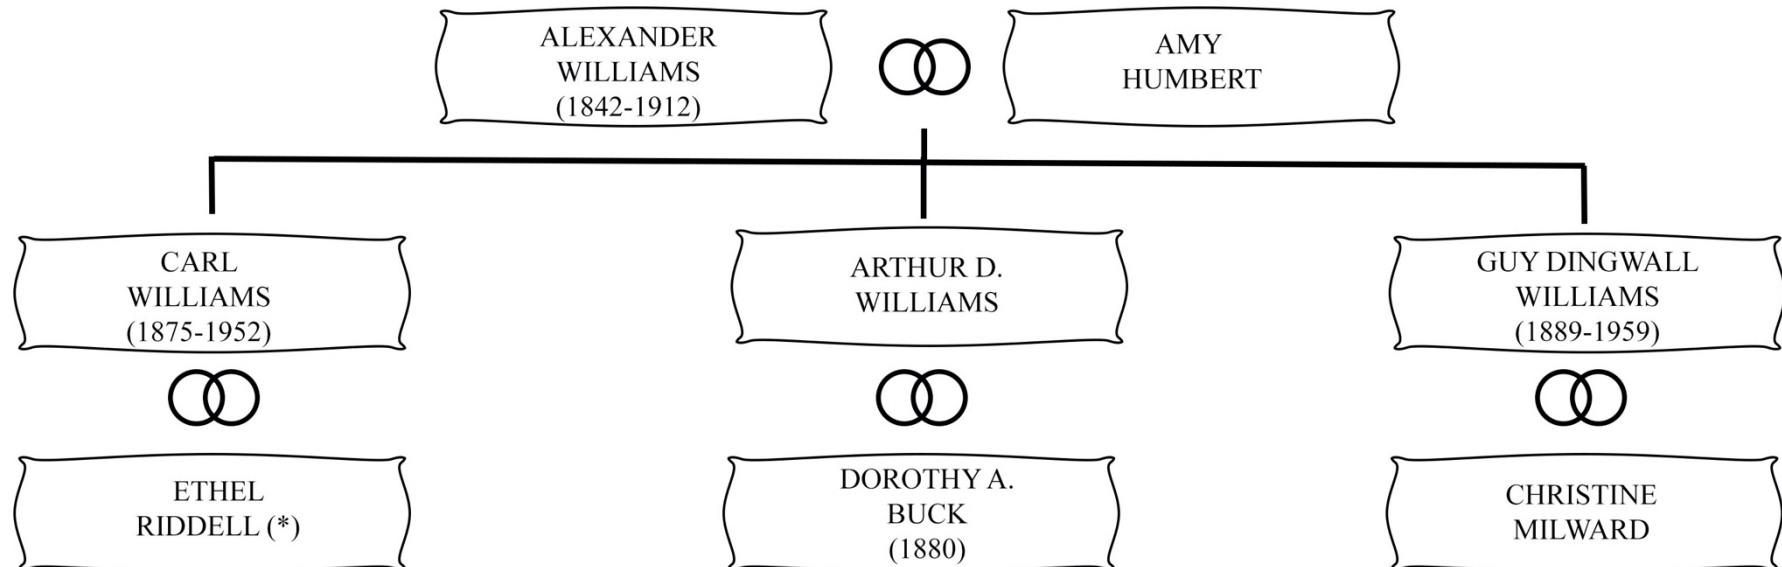 ALEXANDER
WILLIAMS
(1842-1912)
AMY
HUMBERT
CARL
WILLIAMS
(1875-1952)
ARTHUR D.
WILLIAMS
GUY DINGWALL
WILLIAMS
(1889-1959)
ETHEL
RIDDELL (*)
DOROTHY A.
BUCK
(1880)
CHRISTINE
MILWARD